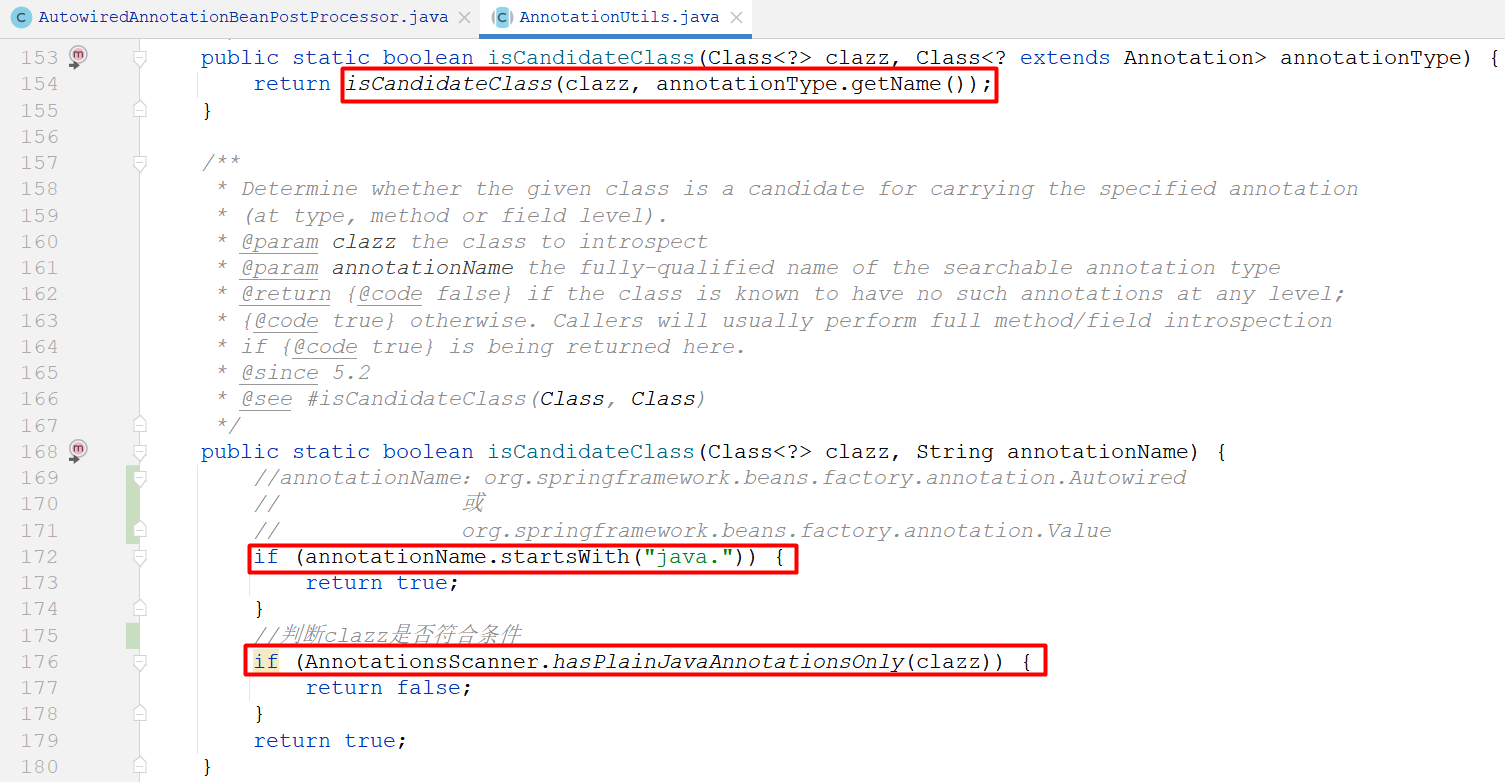 AutowiredAnnotationBeanPostProcessor.java AnnotationUtils.java
153 public static boolean isCandidateClass(Class<?> clazz, Class<? extends Annotation> annotationType) {
154 return isCandidateClass(clazz, annotationType.getName());
155 }
156
157 /**
158 * Determine whether the given class is a candidate for carrying the specified annotation
159 * (at type, method or field level).
160 * @param clazz the class to introspect
161 * @param annotationName the fully-qualified name of the searchable annotation type
162 * @return {@code false} if the class is known to have no such annotations at any level;
163 * {@code true} otherwise. Callers will usually perform full method/field introspection
164 * if {@code true} is being returned here.
165 * @since 5.2
166 * @see #isCandidateClass(Class, Class)
167 */
168 public static boolean isCandidateClass(Class<?> clazz, String annotationName) {
169 //annotationName: org.springframework.beans.factory.annotation.Autowired
170 // 或
171 // org.springframework.beans.factory.annotation.Value
172 if (annotationName.startsWith("java.")) {
173 return true;
174 }
175 //判断clazz是否符合条件
176 if (AnnotationsScanner.hasPlainJavaAnnotationsOnly(clazz)) {
177 return false;
178 }
179 return true;
180 }